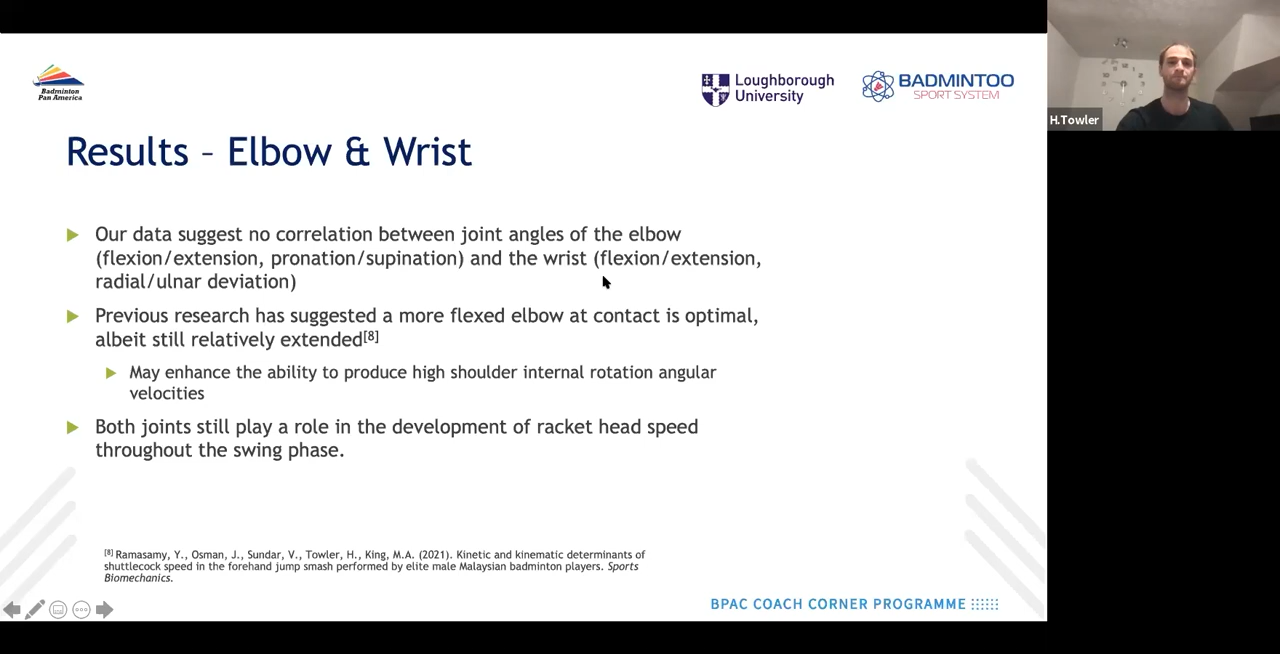 Badminton
Pan America
Loughborough
University
BADMINTOO
SPORT SYSTEM
H.Towler
Results – Elbow & Wrist
Our data suggest no correlation between joint angles of the elbow
(flexion/extension, pronation/supination) and the wrist (flexion/extension,
radial/ulnar deviation)
Previous research has suggested a more flexed elbow at contact is optimal,
albeit still relatively extended[8]
May enhance the ability to produce high shoulder internal rotation angular
velocities
Both joints still play a role in the development of racket head speed
throughout the swing phase.
[8] Ramasamy, Y., Osman, J., Sundar, V., Towler, H., King, M.A. (2021). Kinetic and kinematic determinants of
shuttlecock speed in the forehand jump smash performed by elite male Malaysian badminton players. Sports
Biomechanics.
BPAC COACH CORNER PROGRAMME